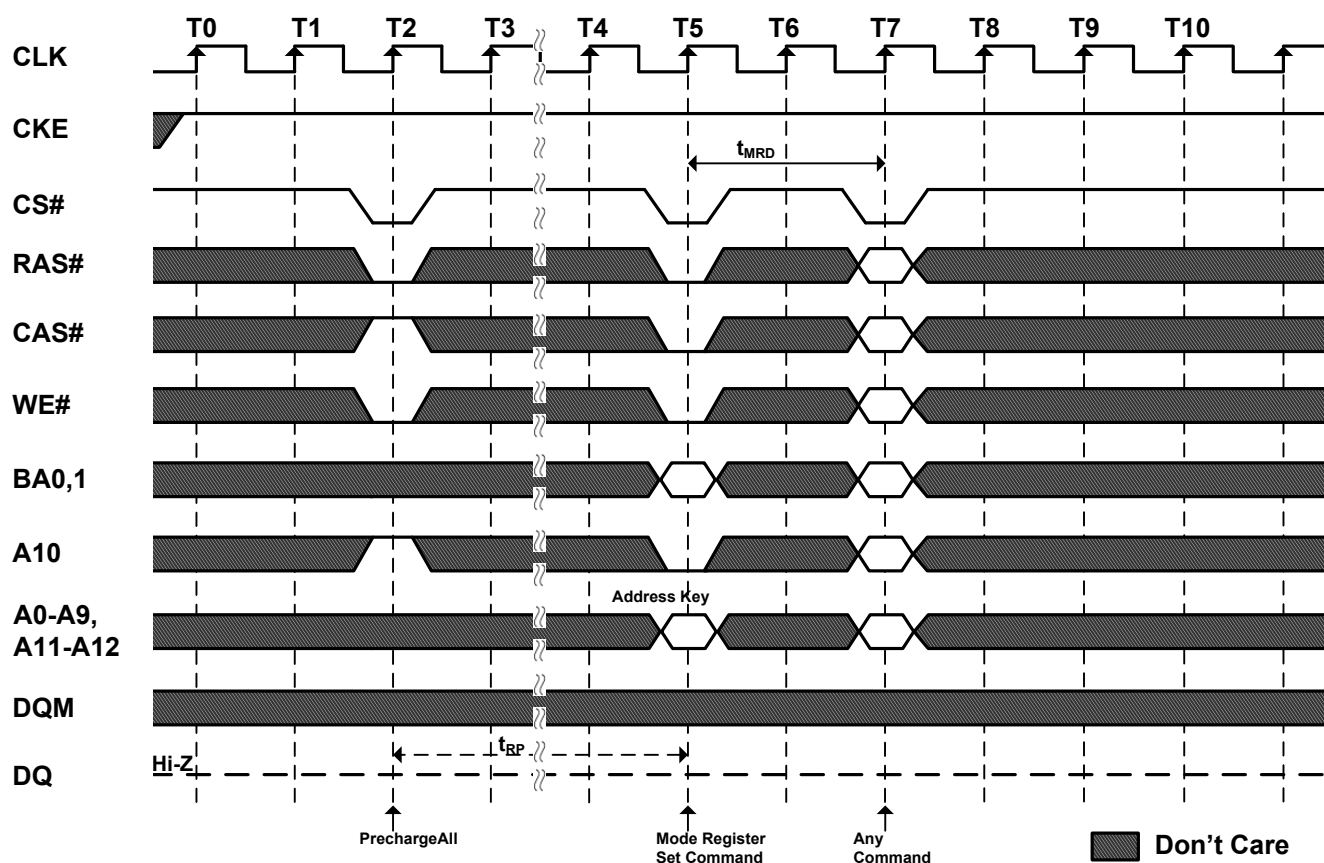 T0 T1 T2 T3 T4 T5 T6 T7 T8 T9 T10
CLK
CKE
tMRD
CS#
RAS#
CAS#
WE#
BA0,1
A10
Address Key
A0-A9,
A11-A12
DQM
tRP
Hi-Z
DQ
PrechargeAll
Mode Register
Set Command
Any
Command
Don't Care